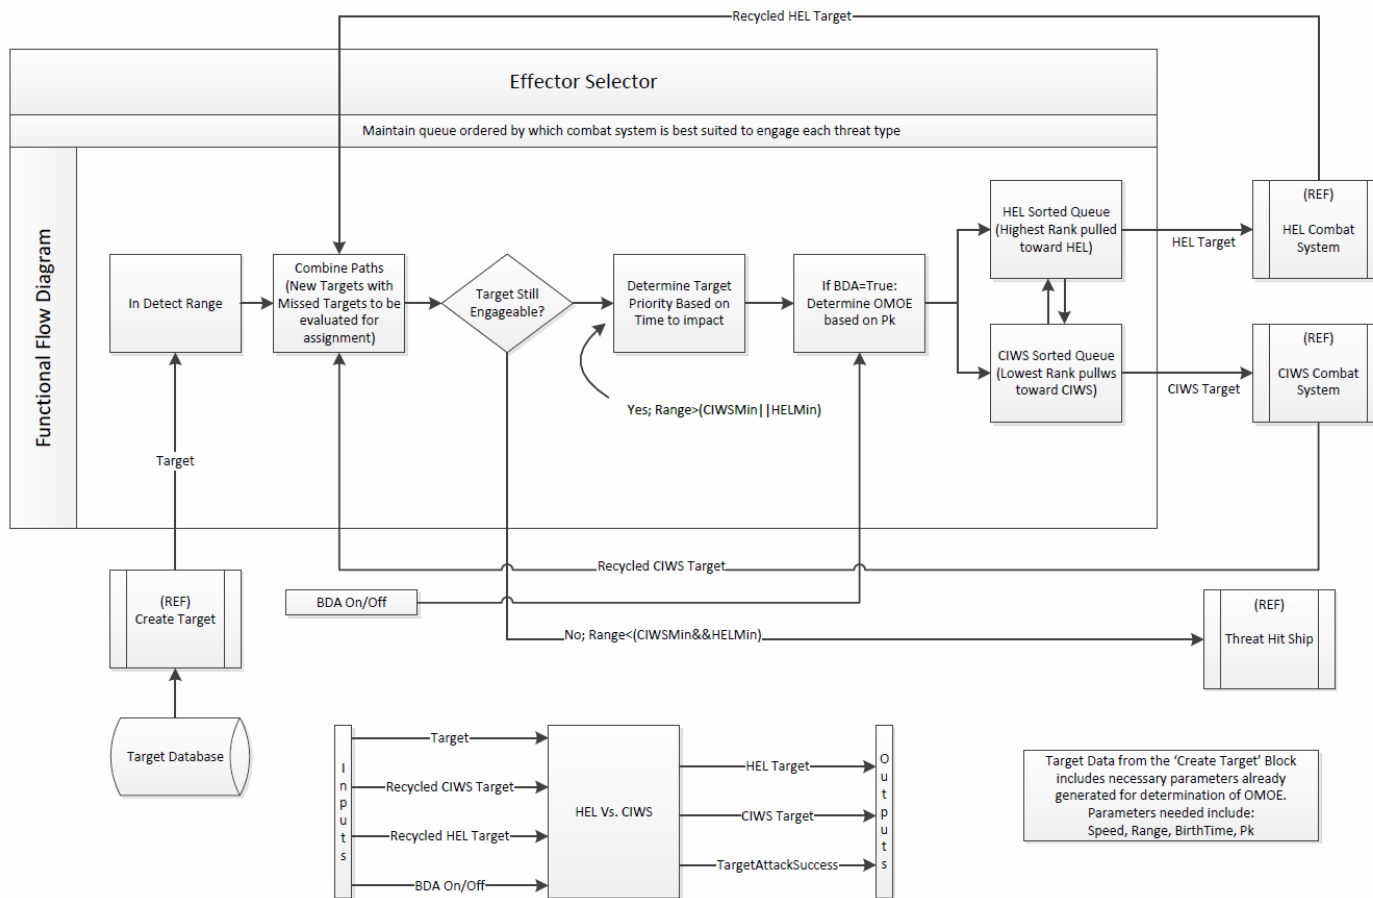 Recycled HEL Target
Effector Selector
Maintain queue ordered by which combat system is best suited to engage each threat type
Functional Flow Diagram
In Detect Range
Combine Paths
(New Targets with
Missed Targets to be
evaluated for
assignment)
Target Still
Engageable?
Determine Target
Priority Based on
Time to impact
If BDA=True:
Determine OMOE
based on Pk
HEL Sorted Queue
(Highest Rank pulled
toward HEL)
HEL Target
(REF)
HEL Combat
System
CIWS Sorted Queue
(Lowest Rank pullws
toward CIWS)
CIWS Target
(REF)
CIWS Combat
System
Yes; Range>(CIWSMin||HELMin)
Target
Recycled CIWS Target
(REF)
Create Target
BDA On/Off
No; Range<(CIWSMin&&HELMin)
(REF)
Threat Hit Ship
Target Database
Inputs
Target
Recycled CIWS Target
Recycled HEL Target
BDA On/Off
HEL Vs. CIWS
HEL Target
CIWS Target
TargetAttackSuccess
Outputs
Target Data from the ‘Create Target’ Block
includes necessary parameters already
generated for determination of OMOE.
Parameters needed include:
Speed, Range, BirthTime, Pk